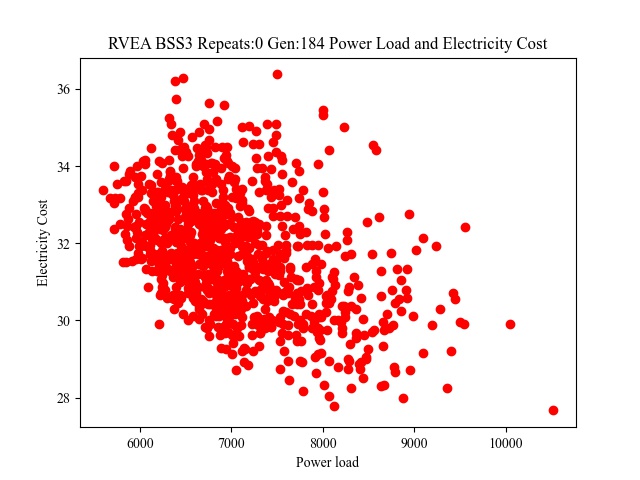 RVEA BSS3 Repeats:0 Gen:184 Power Load and Electricity Cost
Electricity Cost
36
34
32
30
28
6000 7000 8000 9000 10000
Power load